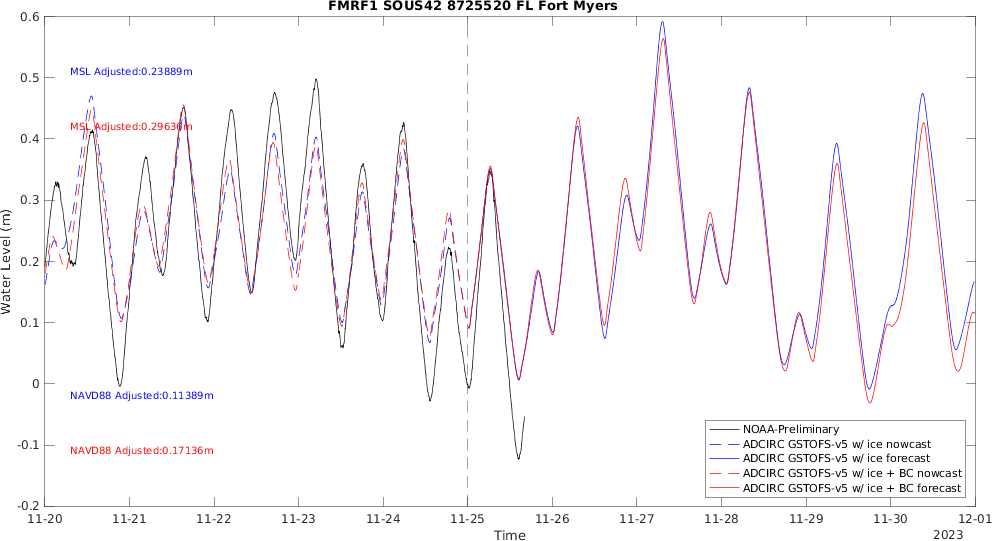 FMRF1 SOUS42 8725520 FL Fort Myers
0.6
0.5
0.4
0.3
0.2
0.1
0
-0.1
-0.2
Water Level (m)
MSL Adjusted:0.23889m
MSL Adjusted:0.29636m
NAVD88 Adjusted:0.11389m
NAVD88 Adjusted:0.17136m
NOAA-Preliminary
ADCIRC GSTOFS-v5 w/ ice nowcast
ADCIRC GSTOFS-v5 w/ ice forecast
ADCIRC GSTOFS-v5 w/ ice + BC nowcast
ADCIRC GSTOFS-v5 w/ ice + BC forecast
11-20 11-21 11-22 11-23 11-24 11-25 11-26 11-27 11-28 11-29 11-30 12-01
Time
2023